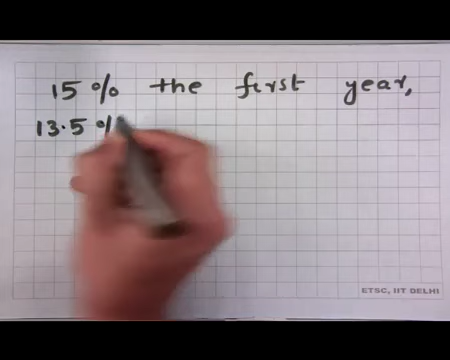 15 % the first year,
13.5 %
ETSC, IIT DELHI